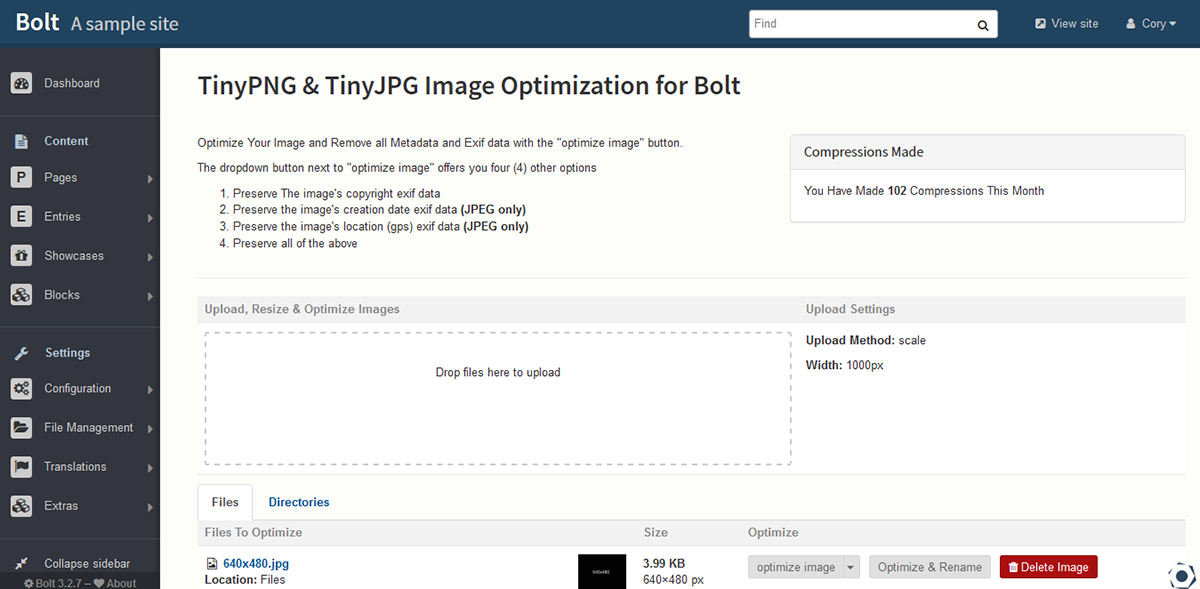 Bolt A sample site
Find
View site
Cory
Dashboard
Content
P Pages
E Entries
Showcases
Blocks
Settings
Configuration
File Management
Translations
Extras
Collapse sidebar
Bolt 3.2.7 – About
TinyPNG & TinyJPG Image Optimization for Bolt
Optimize Your Image and Remove all Metadata and Exif data with the "optimize image" button.
The dropdown button next to "optimize image" offers you four (4) other options
1. Preserve The image's copyright exif data
2. Preserve the image's creation date exif data (JPEG only)
3. Preserve the image's location (gps) exif data (JPEG only)
4. Preserve all of the above
Compressions Made
You Have Made 102 Compressions This Month
Upload, Resize & Optimize Images
Drop files here to upload
Upload Settings
Upload Method: scale
Width: 1000px
Files Directories
Files To Optimize Size Optimize
640x480.jpg
Location: Files
640x480
3.99 KB
640×480 px
optimize image
Optimize & Rename
Delete Image